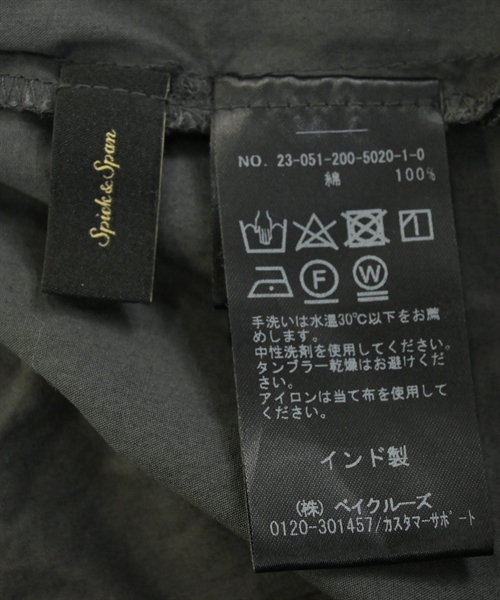 Spick & Span
NO. 23-051-200-5020-1-0
綿 100%
F W
手洗いは水温30℃以下をお薦
めします。
中性洗剤を使用してください。
タンブラー乾燥はお避けくだ
さい。
アイロンは当て布を使用して
ください。
インド製
(株) ベイクルーズ
0120-301457/カスタマーサポート